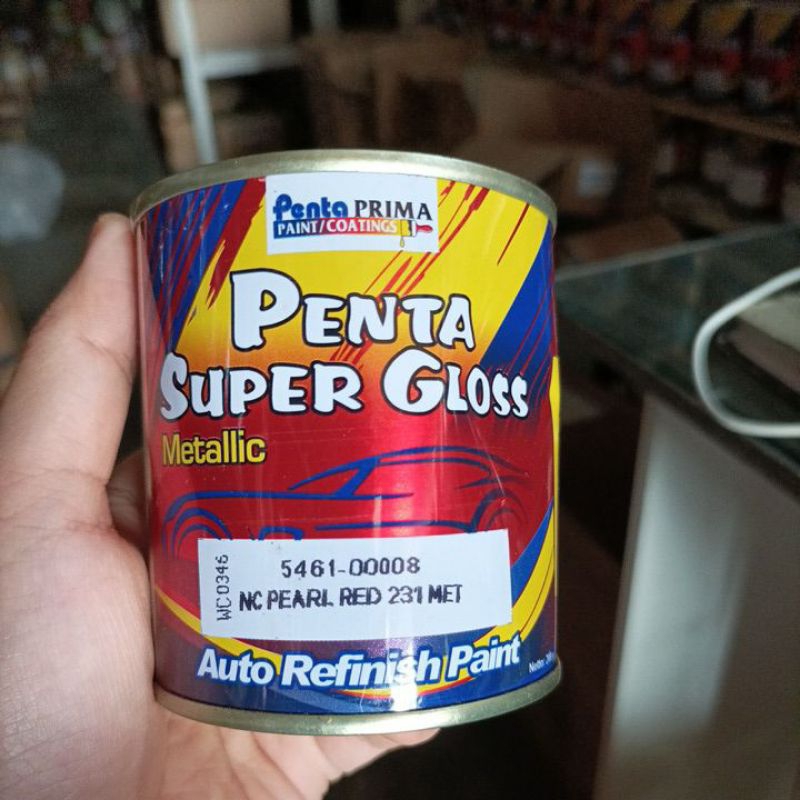 Penta PRIMA
PAINT/COATINGS
PENTA
SUPER GLOSS
Metallic
WC0346
5461-00008
NC PEARL RED 231 MET
Auto Refinish Paint
Netto: